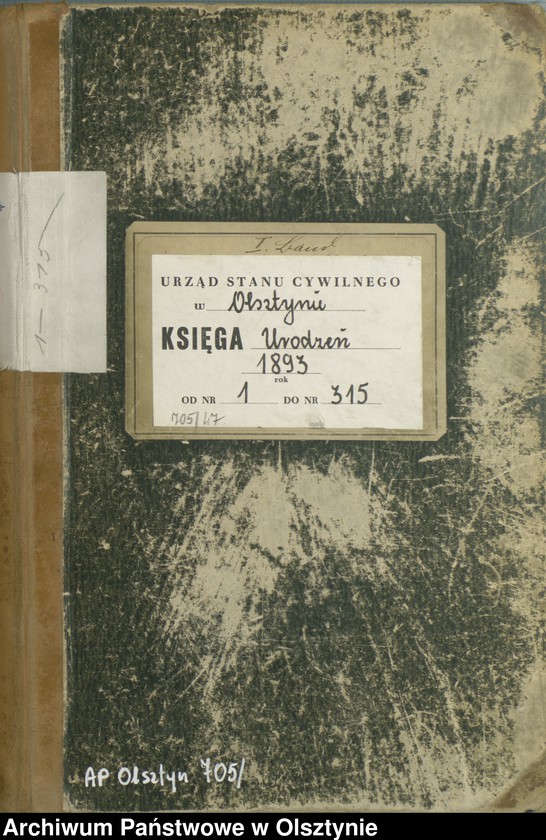 1 — 315
I. Band
URZĄD STANU CYWILNEGO
w Olsztynie
KSIĘGA Urodzeń
1893
rok
OD NR 1 DO NR 315
705/47
AP Olsztyn 705/
Archiwum Państwowe w Olsztynie